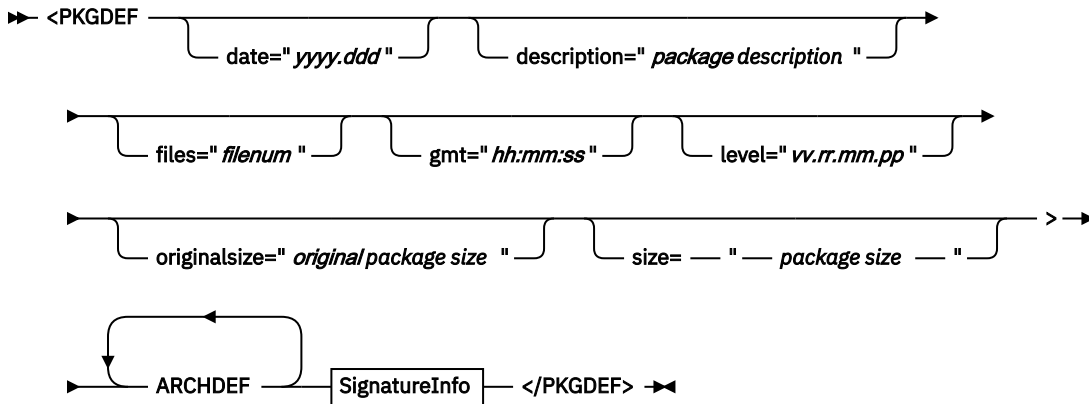 <PKGDEF
date=" yyyy.ddd "
description=" package description "
files=" filenum "
gmt=" hh:mm:ss "
level=" vv.rr.mm.pp "
originalsize=" original package size "
size= " package size "
>
ARCHDEF
SignatureInfo
</PKGDEF>